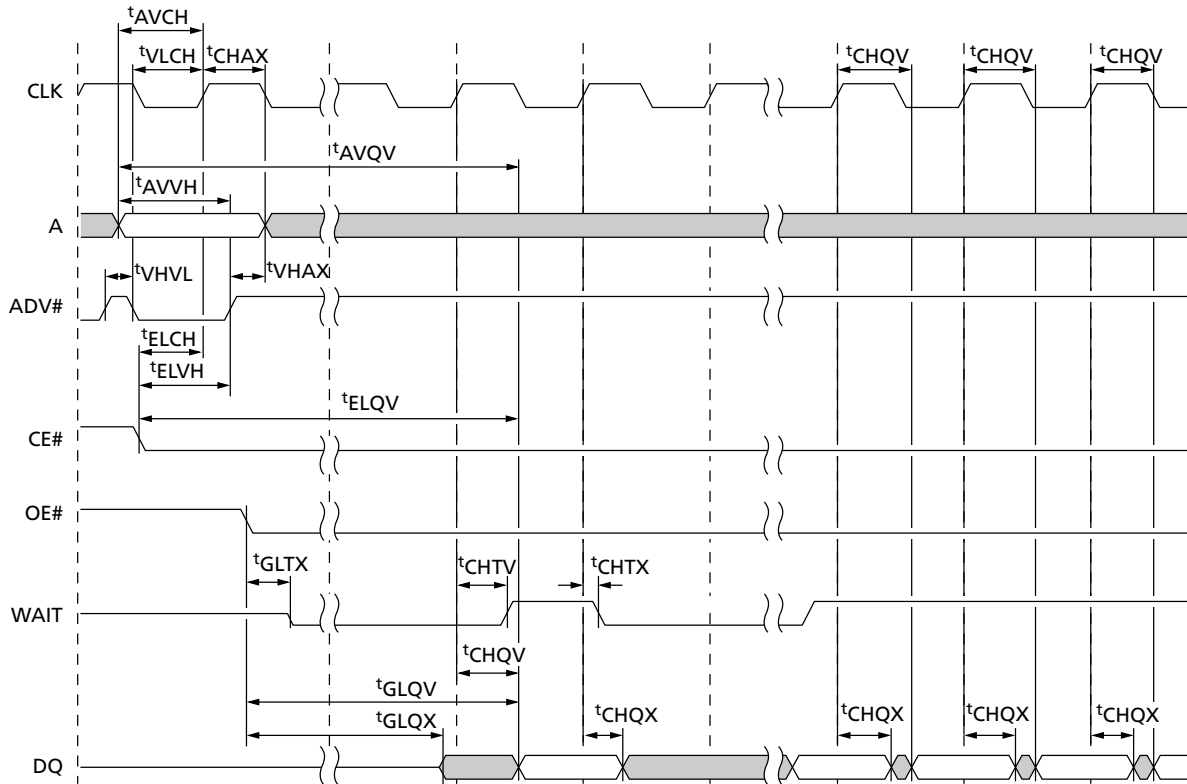 tAVCH
tVLCH tCHAX tCHQV tCHQV tCHQV
CLK
tAVQV
tAVVH
A
tVHVL tVHAX
ADV#
tELCH
tELVH
tELQV
CE#
OE#
tGLTX tCHTV tCHTX
WAIT
tCHQV
tGLQV
tGLQX tCHQX tCHQX tCHQX tCHQX
DQ